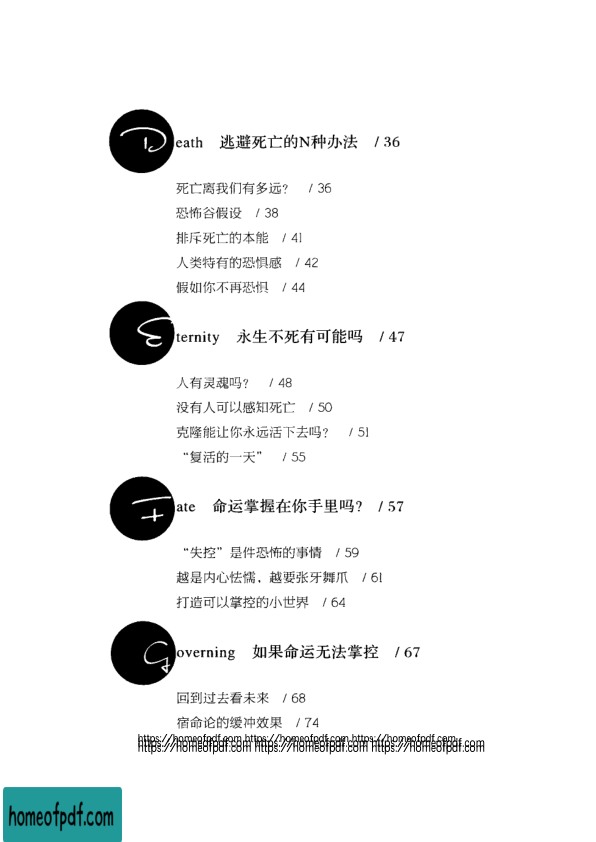 Death 逃避死亡的N种办法 / 36
死亡离我们有多远？ / 36
恐怖谷假设 / 38
排斥死亡的本能 / 41
人类特有的恐惧感 / 42
假如你不再恐惧 / 44
Eternity 永生不死有可能吗 / 47
人有灵魂吗？ / 48
没有人可以感知死亡 / 50
克隆能让你永远活下去吗？ / 51
“复活的一天” / 55
Fate 命运掌握在你手里吗？ / 57
“失控”是件恐怖的事情 / 59
越是内心怯懦，越要张牙舞爪 / 61
打造可以掌控的小世界 / 64
Governing 如果命运无法掌控 / 67
回到过去看未来 / 68
宿命论的缓冲效果 / 74
https://homeofpdf.com https://homeofpdf.com https://homeofpdf.com
https://homeofpdf.com https://homeofpdf.com https://homeofpdf.com
homeofpdf.com